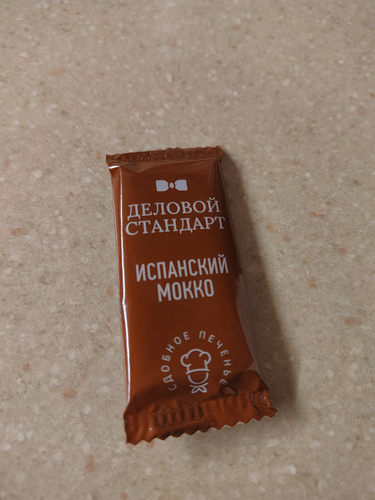 ДЕЛОВОЙ
СТАНДАРТ
ИСПАНСКИЙ
МОККО
СДОБНОЕ ПЕЧЕНЬЕ